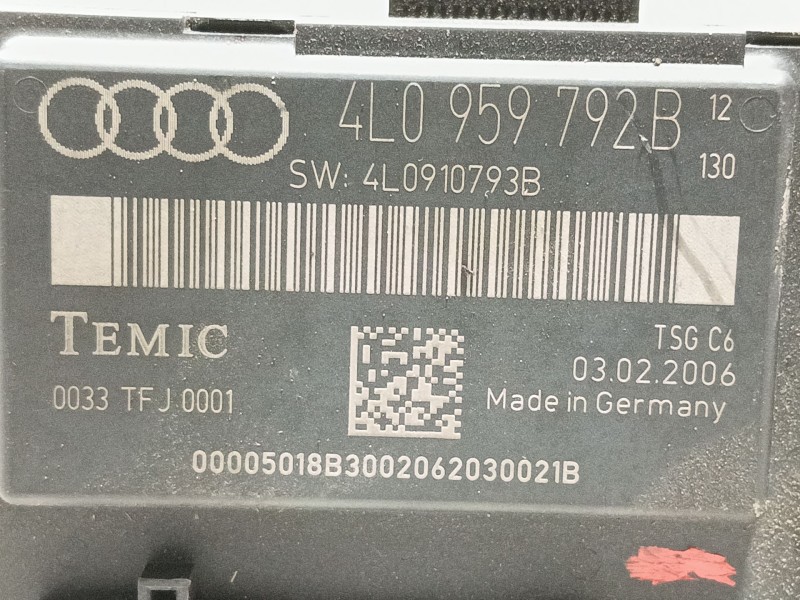 4L0 959 792B 12
130
SW: 4L0910793B
TEMIC
TSG C6
03.02.2006
0033 TFJ 0001
Made in Germany
00005018B3002062030021B